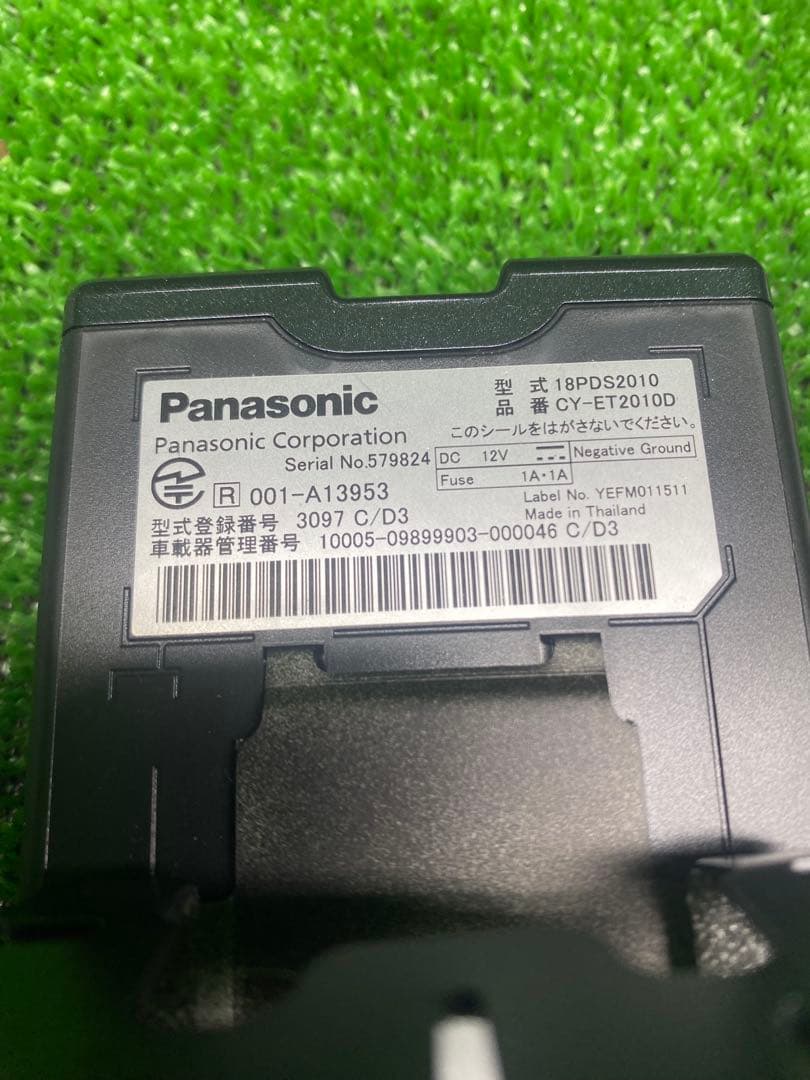 Panasonic
型 式 18PDS2010
品 番 CY-ET2010D
Panasonic Corporation
このシールをはがさないでください。
Serial No.579824
DC 12V
Negative Ground
Fuse 1A・1A
R 001-A13953
Label No. YEFM011511
Made in Thailand
型式登録番号 3097 C/D3
車載器管理番号 10005-09899903-000046 C/D3